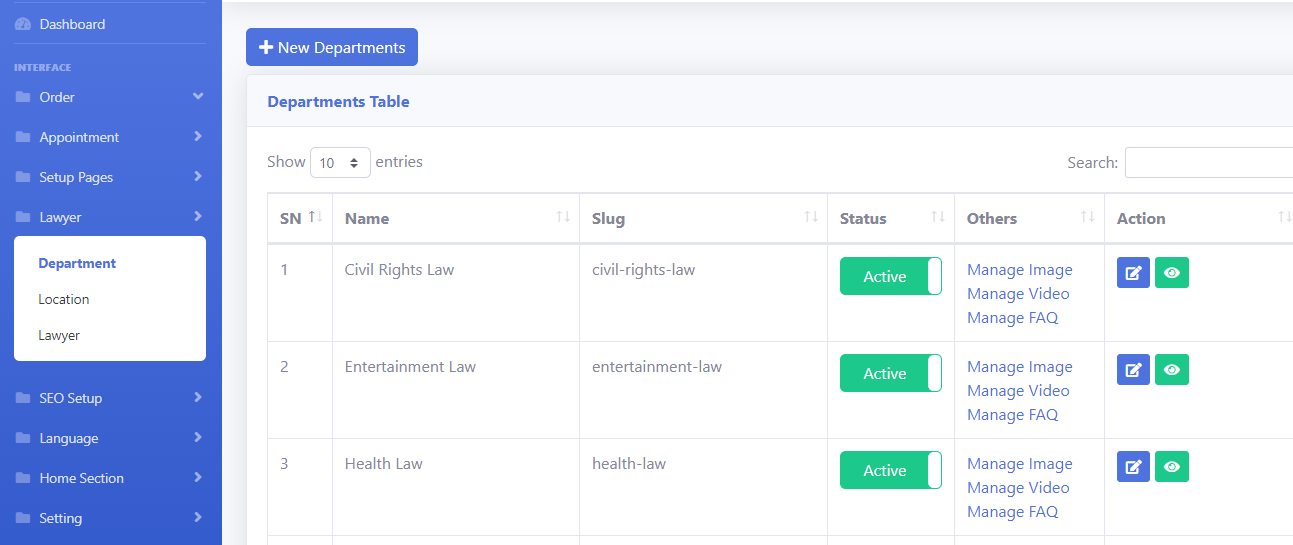 Dashboard
INTERFACE
Order
Appointment
Setup Pages
Lawyer
Department
Location
Lawyer
SEO Setup
Language
Home Section
Setting
New Departments
Departments Table
Show 10 entries
Search:
SN Name Slug Status Others Action
1 Civil Rights Law civil-rights-law Active Manage Image
Manage Video
Manage FAQ
2 Entertainment Law entertainment-law Active Manage Image
Manage Video
Manage FAQ
3 Health Law health-law Active Manage Image
Manage Video
Manage FAQ